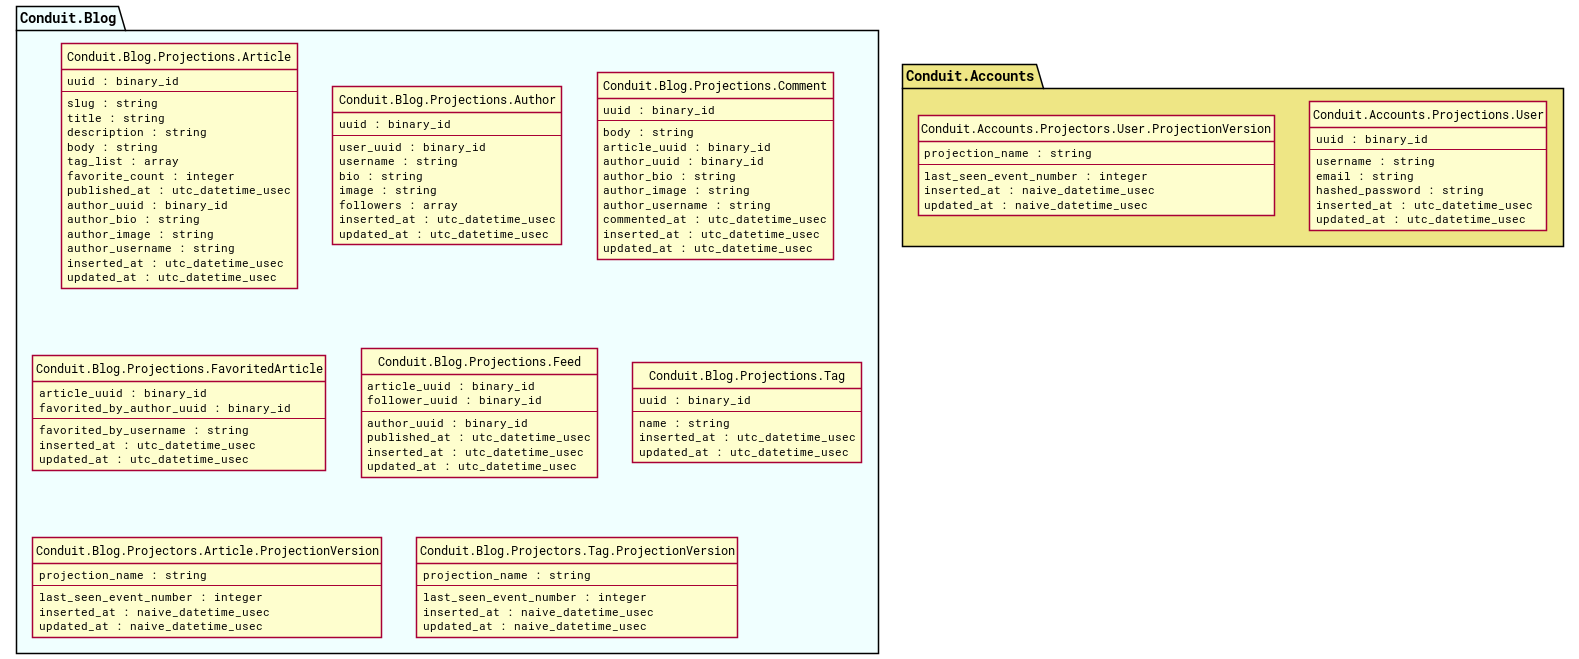 Conduit.Blog
Conduit.Blog.Projections.Article
uuid : binary_id
slug : string
title : string
description : string
body : string
tag_list : array
favorite_count : integer
published_at : utc_datetime_usec
author_uuid : binary_id
author_bio : string
author_image : string
author_username : string
inserted_at : utc_datetime_usec
updated_at : utc_datetime_usec
Conduit.Blog.Projections.Author
uuid : binary_id
user_uuid : binary_id
username : string
bio : string
image : string
followers : array
inserted_at : utc_datetime_usec
updated_at : utc_datetime_usec
Conduit.Blog.Projections.Comment
uuid : binary_id
body : string
article_uuid : binary_id
author_uuid : binary_id
author_bio : string
author_image : string
author_username : string
commented_at : utc_datetime_usec
inserted_at : utc_datetime_usec
updated_at : utc_datetime_usec
Conduit.Blog.Projections.FavoritedArticle
article_uuid : binary_id
favorited_by_author_uuid : binary_id
favorited_by_username : string
inserted_at : utc_datetime_usec
updated_at : utc_datetime_usec
Conduit.Blog.Projections.Feed
article_uuid : binary_id
follower_uuid : binary_id
author_uuid : binary_id
published_at : utc_datetime_usec
inserted_at : utc_datetime_usec
updated_at : utc_datetime_usec
Conduit.Blog.Projections.Tag
uuid : binary_id
name : string
inserted_at : utc_datetime_usec
updated_at : utc_datetime_usec
Conduit.Blog.Projectors.Article.ProjectionVersion
projection_name : string
last_seen_event_number : integer
inserted_at : naive_datetime_usec
updated_at : naive_datetime_usec
Conduit.Blog.Projectors.Tag.ProjectionVersion
projection_name : string
last_seen_event_number : integer
inserted_at : naive_datetime_usec
updated_at : naive_datetime_usec
Conduit.Accounts
Conduit.Accounts.Projectors.User.ProjectionVersion
projection_name : string
last_seen_event_number : integer
inserted_at : naive_datetime_usec
updated_at : naive_datetime_usec
Conduit.Accounts.Projections.User
uuid : binary_id
username : string
email : string
hashed_password : string
inserted_at : utc_datetime_usec
updated_at : utc_datetime_usec